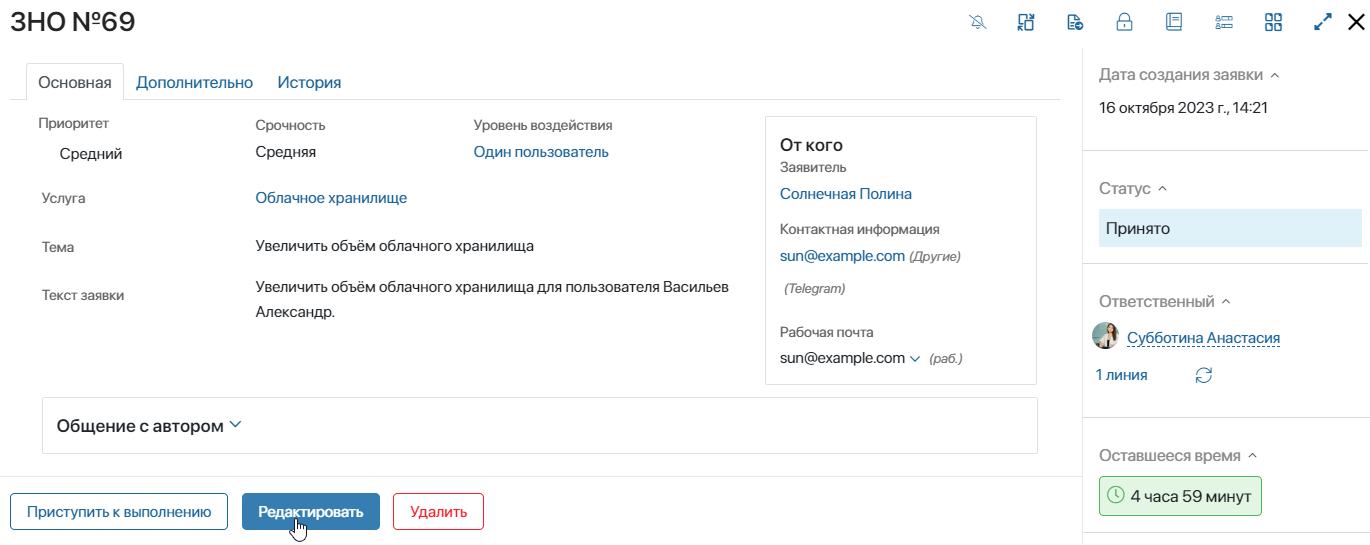 ЗНО №69
Основная Дополнительно История
Приоритет Срочность Уровень воздействия
Средний Средняя Один пользователь
Услуга Облачное хранилище
Тема Увеличить объём облачного хранилища
Текст заявки Увеличить объём облачного хранилища для пользователя Васильев
Александр.
От кого
Заявитель
Солнечная Полина
Контактная информация
sun@example.com (Другие)
(Telegram)
Рабочая почта
sun@example.com (раб.)
Общение с автором
Приступить к выполнению Редактировать Удалить
Дата создания заявки
16 октября 2023 г., 14:21
Статус
Принято
Ответственный
Субботина Анастасия
1 линия
Оставшееся время
4 часа 59 минут